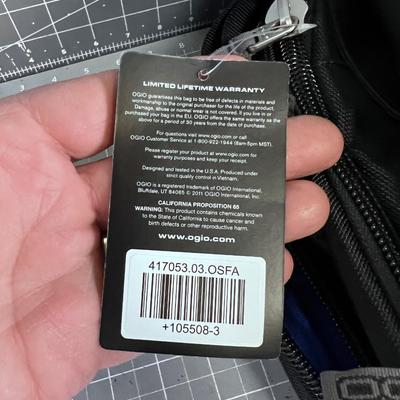 LIMITED LIFETIME WARRANTY
OGIO guarantees this bag to be free of defects in materials and
workmanship to the original purchaser for the life of this product.
Damage, abuse or normal wear is not covered. If you live in or
purchased your bag in the EU, OGIO offers the same warranty as the
above for a period of 30 years from the date of purchase.
For questions visit www.ogio.com or call
OGIO Customer Service at 1-800-922-1944 (8am-5pm MST).
Please register your product at www.ogio.com for
warranty purposes and keep your receipt.
Designed and tested in the U.S.A. Produced under
strict quality control in Vietnam.
OGIO is a registered trademark of OGIO International,
Bluffdale, UT 84065 © 2011 OGIO International, Inc.
CALIFORNIA PROPOSITION 65
WARNING: This product contains chemicals known
to the State of California to cause cancer and
birth defects or other reproductive harm.
www.ogio.com
417053.03.OSFA
+105508-3